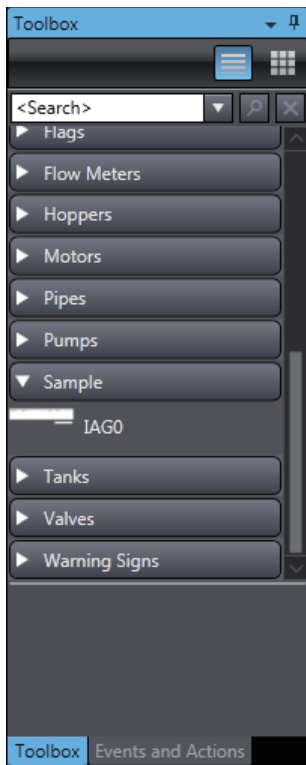 Toolbox
<Search>
Flags
Flow Meters
Hoppers
Motors
Pipes
Pumps
Sample
IAG0
Tanks
Valves
Warning Signs
Toolbox Events and Actions